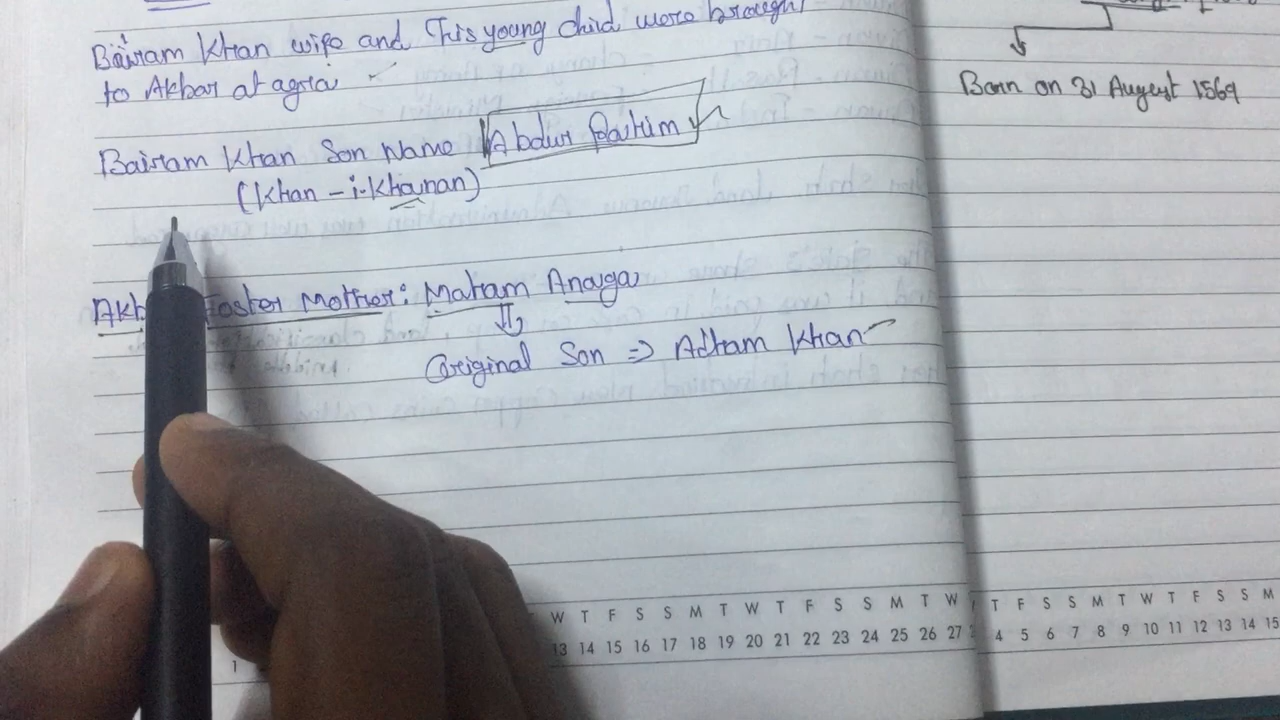 Bairam Khan wife and This young child were brought
to Akbar at agra
Bairam Khan Son Name Abdur Rahim
(Khan-i-Khanan)
Akb Foster Mother: Maham Anaga
Original Son => Adham Khan
Born on 31 August 1569
W T F S S M T W T F S S M T W
13 14 15 16 17 18 19 20 21 22 23 24 25 26 27
1
T F S S M T W T F S S M
4 5 6 7 8 9 10 11 12 13 14 15